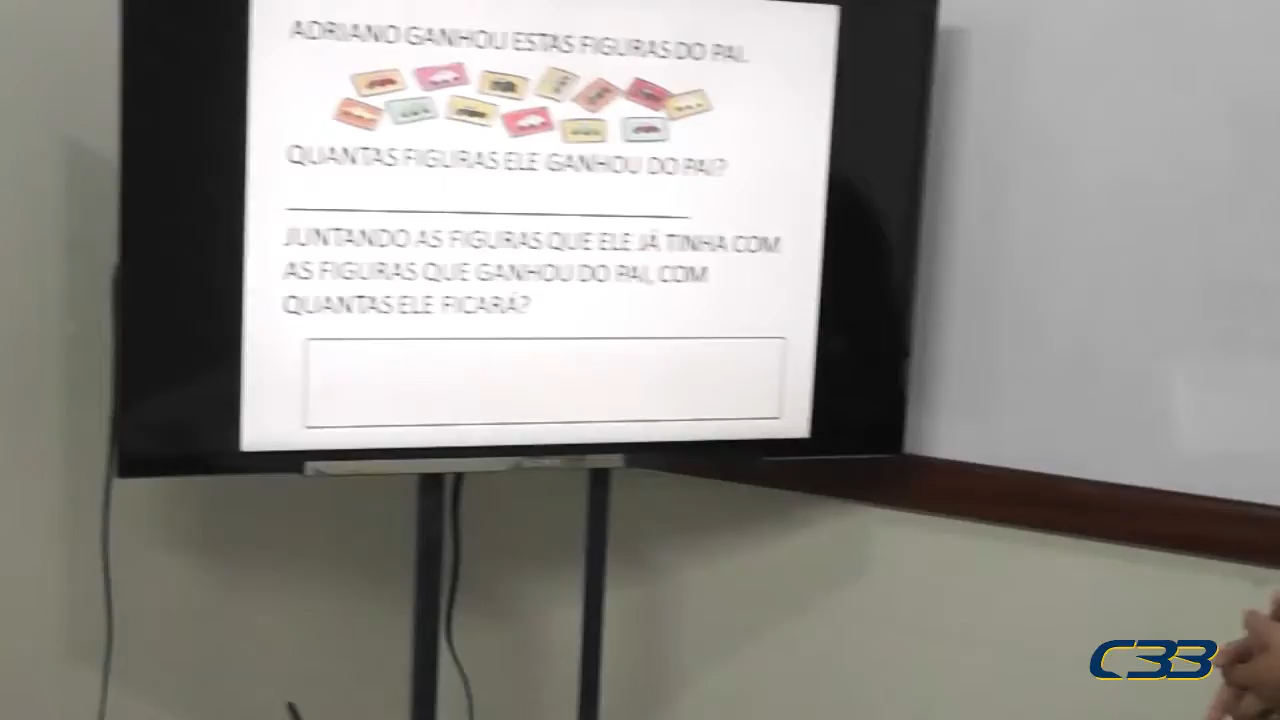 ADRIANO GANHOU ESTAS FIGURAS DO PAI.
QUANTAS FIGURAS ELE GANHOU DO PAI?
JUNTANDO AS FIGURAS QUE ELE JÁ TINHA COM
AS FIGURAS QUE GANHOU DO PAI, COM
QUANTAS ELE FICARÁ?
C33